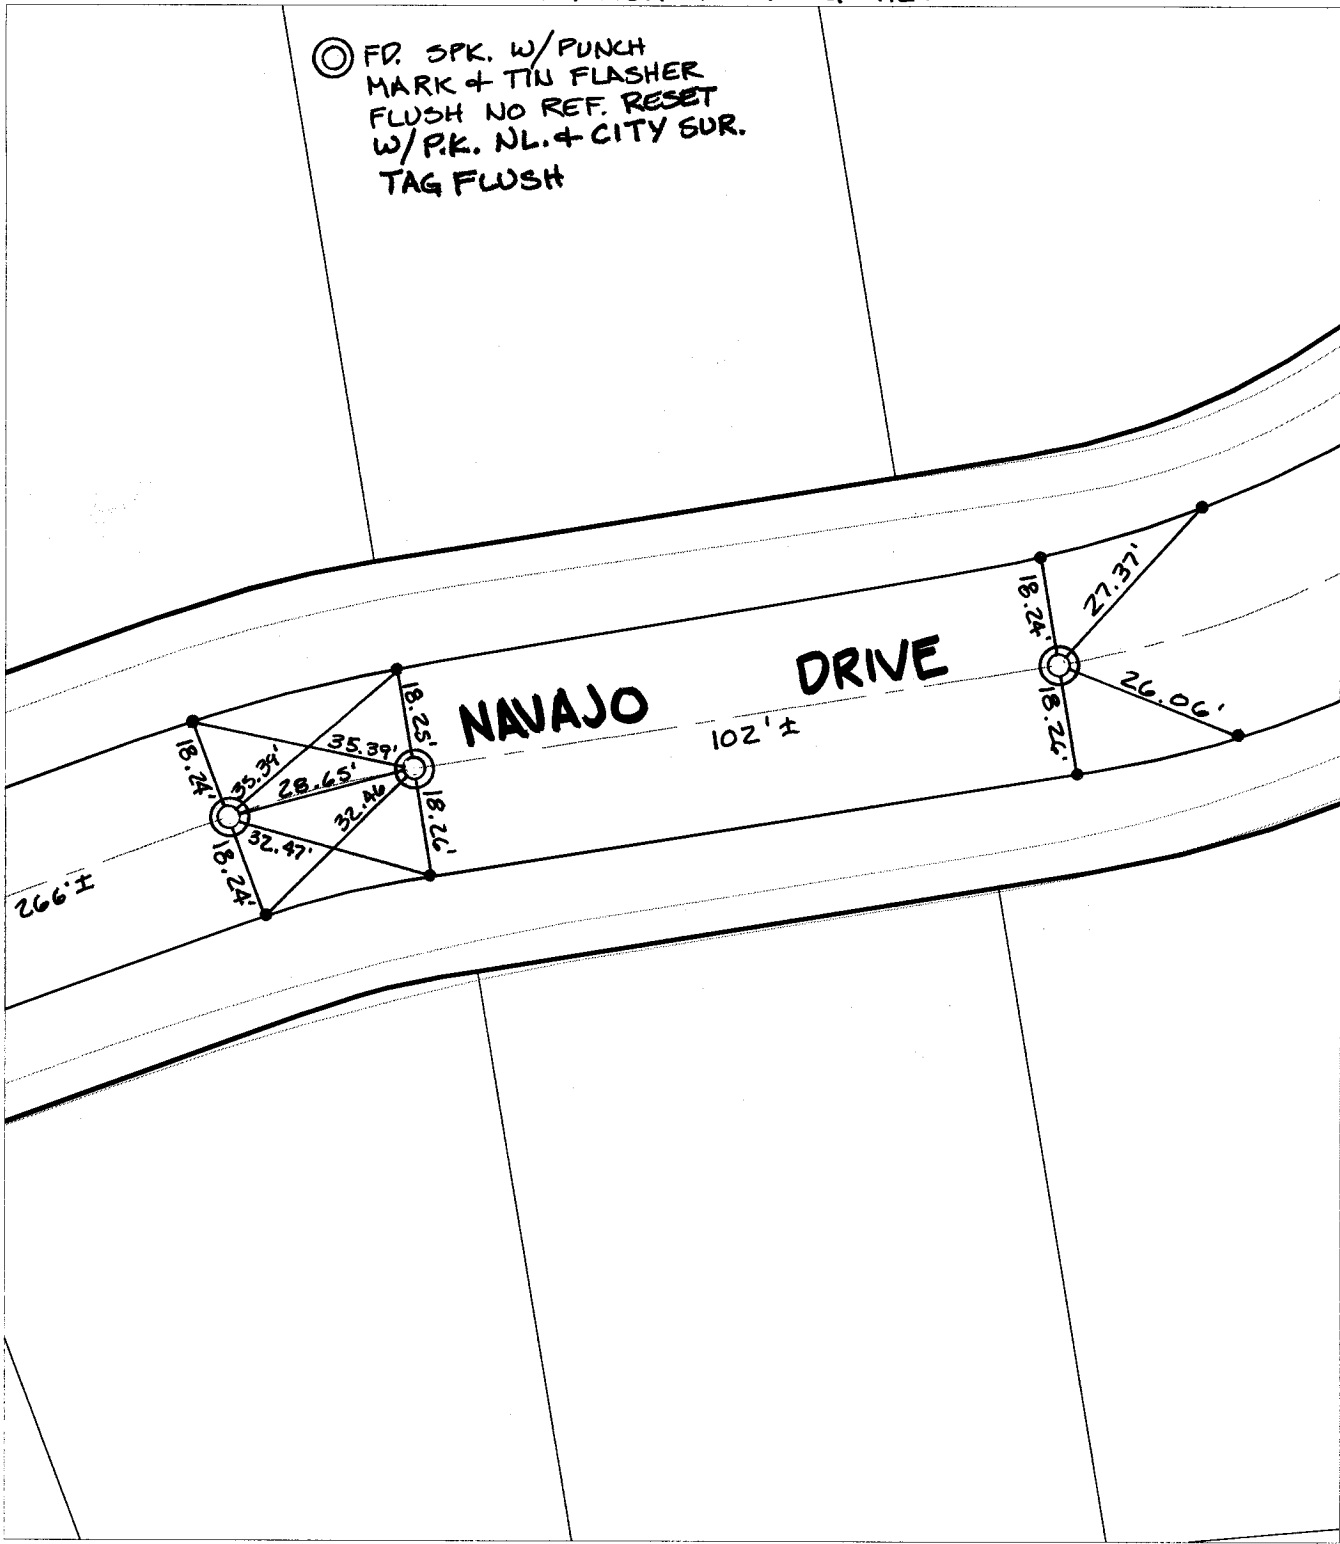 FD. SPK. W/PUNCH
MARK & TIN FLASHER
FLUSH NO REF. RESET
W/P.K. NL. & CITY SUR.
TAG FLUSH
27.37'
18.24'
DRIVE
26.06'
18.26'
NAVAJO
102'±
18.25'
35.39'
18.24'
35.39'
28.65'
32.46
18.26'
32.47'
18.24'
266'±